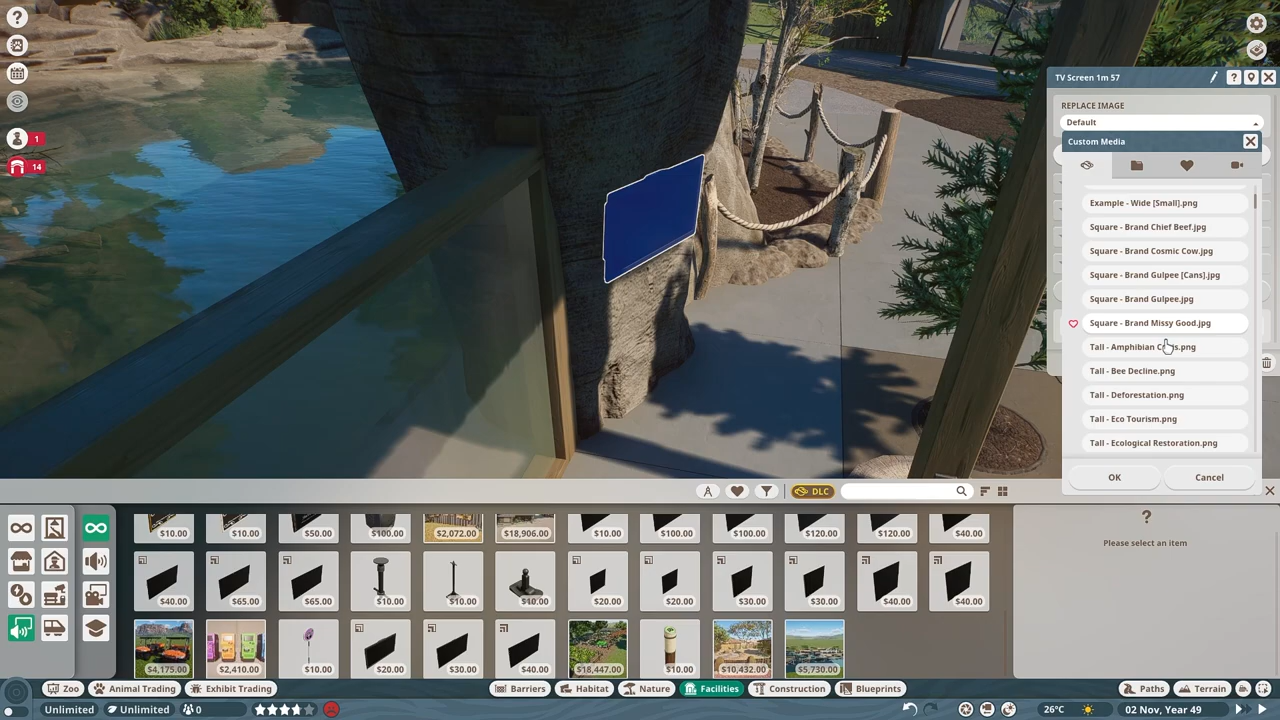 TV Screen 1m 57
REPLACE IMAGE
Default
Custom Media
1
14
Example - Wide [Small].png
Square - Brand Chief Beef.jpg
Square - Brand Cosmic Cow.jpg
Square - Brand Gulpee [Cans].jpg
Square - Brand Gulpee.jpg
Square - Brand Missy Good.jpg
Tall - Bee Decline.png
Tall - Deforestation.png
Tall - Eco Tourism.png
Tall - Ecological Restoration.png
OK Cancel
DLC
?
Please select an item
$10.00 $10.00 $50.00 $100.00 $2,072.00 $18,906.00 $10.00 $100.00 $100.00 $120.00 $120.00 $40.00
$40.00 $65.00 $65.00 $10.00 $10.00 $10.00 $20.00 $20.00 $30.00 $30.00 $40.00 $40.00
$4,175.00 $2,410.00 $10.00 $20.00 $30.00 $40.00 $18,447.00 $10.00 $10,432.00 $5,730.00
Zoo Animal Trading Exhibit Trading Barriers Habitat Nature Facilities Construction Blueprints Paths Terrain
Unlimited Unlimited 0 26°C 02 Nov, Year 49